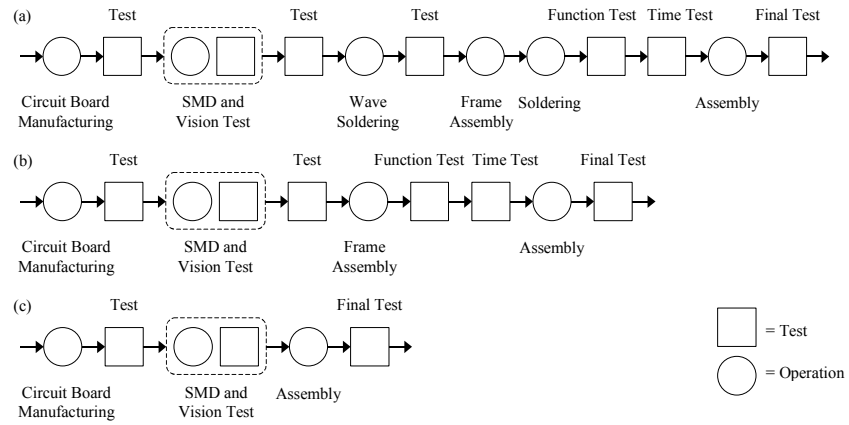 (a)
Test
Test
Test
Function Test
Time Test
Final Test
Circuit Board
Manufacturing
SMD and
Vision Test
Wave
Soldering
Frame
Assembly
Soldering
Assembly
(b)
Test
Test
Function Test
Time Test
Final Test
Circuit Board
Manufacturing
SMD and
Vision Test
Frame
Assembly
Assembly
(c)
Test
Final Test
Circuit Board
Manufacturing
SMD and
Vision Test
Assembly
= Test
= Operation